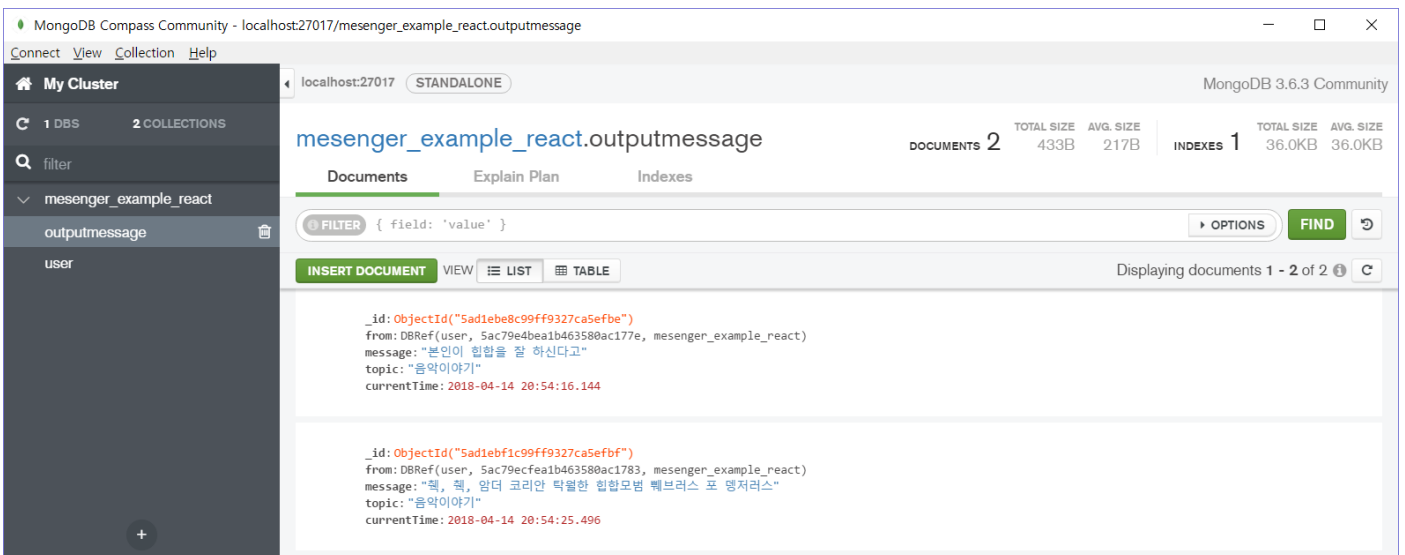 MongoDB Compass Community - localhost:27017/mesenger_example_react.outputmessage
Connect View Collection Help
My Cluster
localhost:27017 STANDALONE
MongoDB 3.6.3 Community
1 DBS 2 COLLECTIONS
filter
mesenger_example_react
outputmessage
user
mesenger_example_react.outputmessage
DOCUMENTS 2 TOTAL SIZE 433B AVG. SIZE 217B INDEXES 1 TOTAL SIZE 36.0KB AVG. SIZE 36.0KB
Documents Explain Plan Indexes
FILTER { field: 'value' } OPTIONS FIND
INSERT DOCUMENT VIEW LIST TABLE Displaying documents 1 - 2 of 2
_id: ObjectId("5ad1ebe8c99ff9327ca5efbe")
from: DBRef(user, 5ac79e4bea1b463580ac177e, mesenger_example_react)
message: "본인이 힙합을 잘 하신다고"
topic: "음악이야기"
currentTime: 2018-04-14 20:54:16.144
_id: ObjectId("5ad1ebf1c99ff9327ca5efbf")
from: DBRef(user, 5ac79ecfea1b463580ac1783, mesenger_example_react)
message: "첵, 첵, 암더 코리안 탁월한 힙합모범 쀄브러스 포 뎅저러스"
topic: "음악이야기"
currentTime: 2018-04-14 20:54:25.496